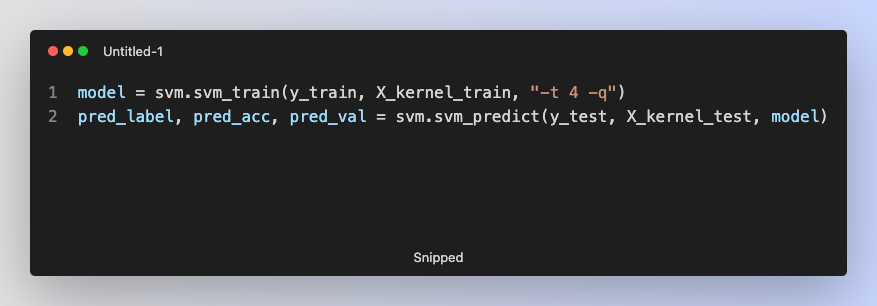 Untitled-1
1 model = svm.svm_train(y_train, X_kernel_train, "-t 4 -q")
2 pred_label, pred_acc, pred_val = svm.svm_predict(y_test, X_kernel_test, model)
Snipped